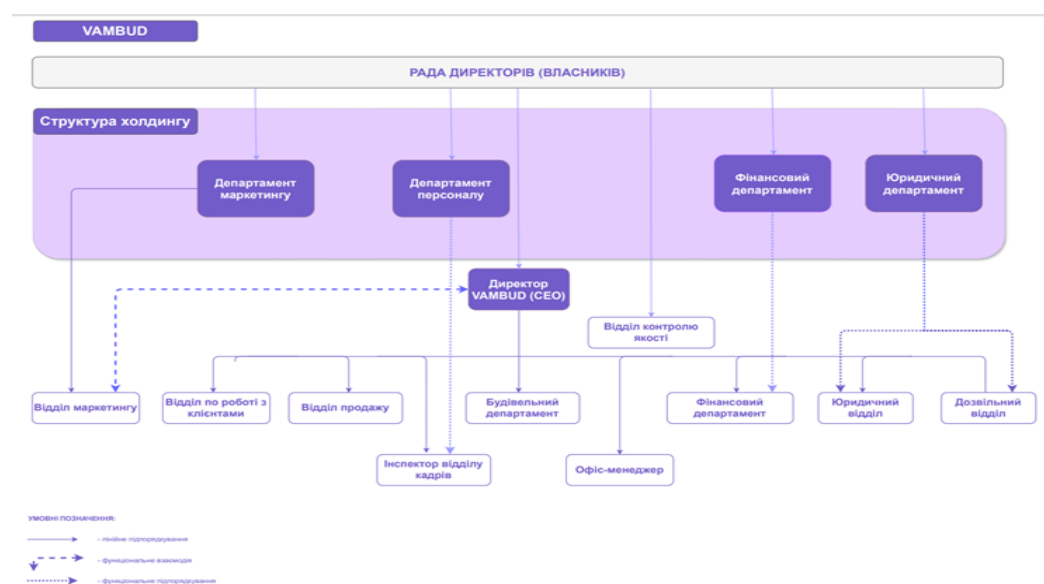 VAMBUD
РАДА ДИРЕКТОРІВ (ВЛАСНИКІВ)
Структура холдингу
Департамент
маркетингу
Департамент
персоналу
Фінансовий
департамент
Юридичний
департамент
Директор
VAMBUD (CEO)
Відділ контролю
якості
Відділ маркетингу
Відділ по роботі з
клієнтами
Відділ продажу
Будівельний
департамент
Фінансовий
департамент
Юридичний
відділ
Дозвільний
відділ
Інспектор відділу
кадрів
Офіс-менеджер
УМОВНІ ПОЗНАЧЕННЯ:
- лінійне підпорядкування
- функціональне взаємодія
- функціональне підпорядкування